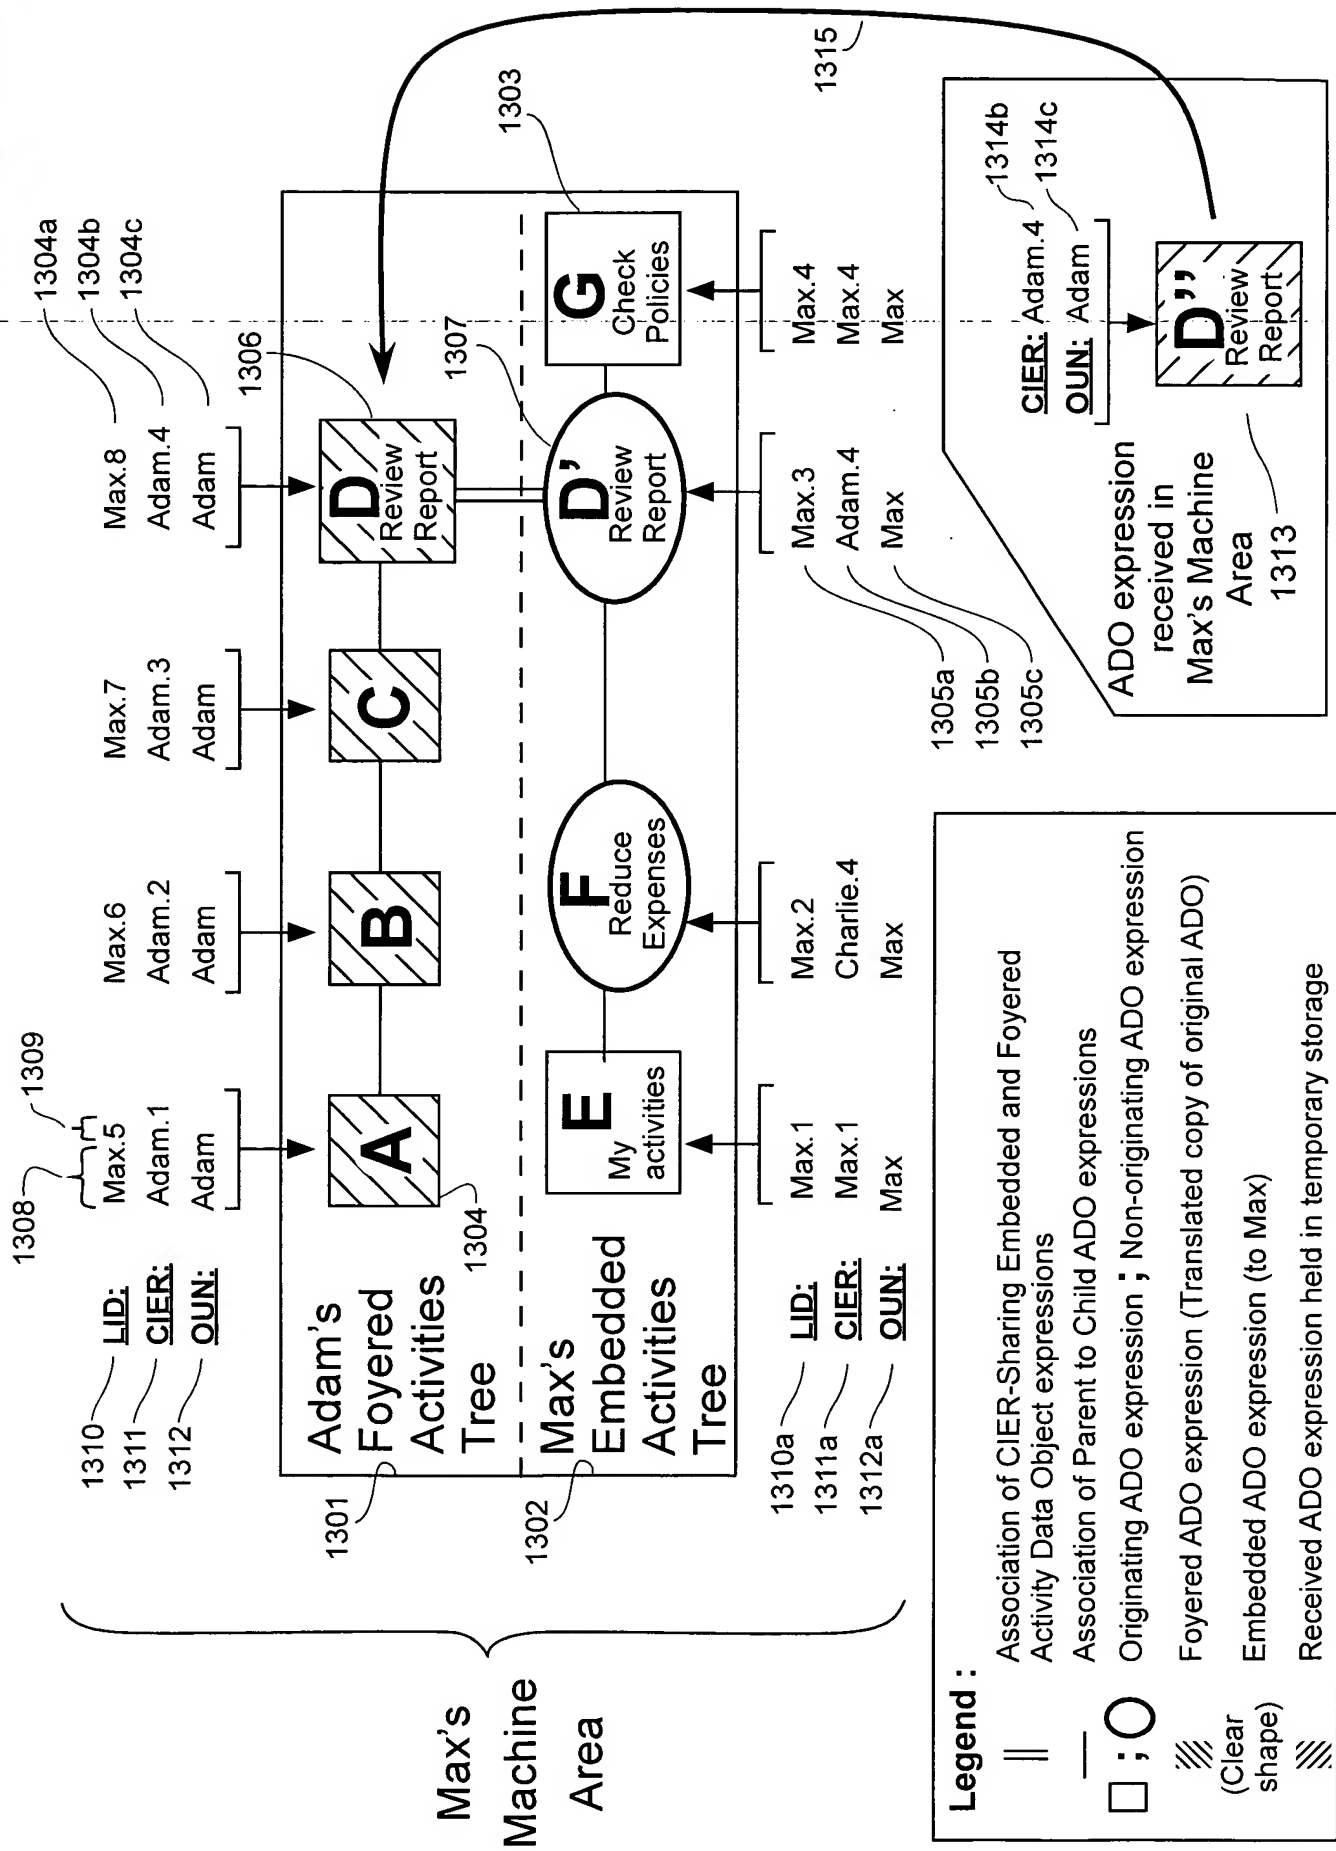 1304a
1304b
1304c
1308
1309
1310
LID:
Max.5
Max.6
Max.7
Max.8
1311
CIER:
Adam.1
Adam.2
Adam.3
Adam.4
1312
OUN:
Adam
Adam
Adam
Adam
1306
Max's
Machine
Area
1301
Adam's
Foyered
Activities
Tree
A
1304
B
C
D
Review
Report
1303
1307
1302
Max's
Embedded
Activities
Tree
E
My
activities
F
Reduce
Expenses
D'
Review
Report
G
Check
Policies
1315
1310a
LID:
Max.1
Max.2
Max.3
Max.4
1311a
CIER:
Max.1
Charlie.4
Adam.4
Max.4
1312a
OUN:
Max
Max
Max
Max
1305a
1305b
1305c
CIER: Adam.4
1314b
OUN: Adam
1314c
ADO expression
received in
Max's Machine
Area
1313
D''
Review
Report
Legend :
Association of CIER-Sharing Embedded and Foyered
Activity Data Object expressions
Association of Parent to Child ADO expressions
; Originating ADO expression ; Non-originating ADO expression
Foyered ADO expression (Translated copy of original ADO)
(Clear
shape)
Embedded ADO expression (to Max)
Received ADO expression held in temporary storage